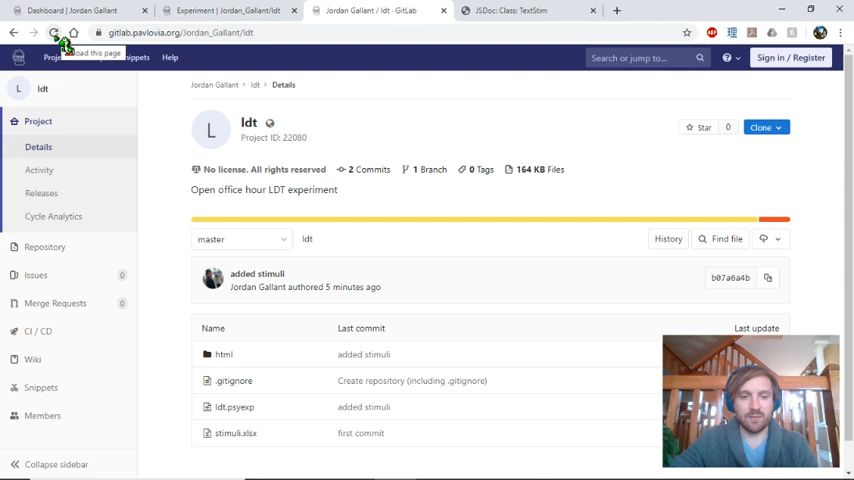 Dashboard | Jordan Gallant
Experiment | Jordan_Gallant/ldt
Jordan Gallant / ldt · GitLab
JSDoc: Class: TextStim
gitlab.pavlovia.org/Jordan_Gallant/ldt
load this page
Snippets
Help
Search or jump to...
Sign in / Register
L
ldt
Project
Details
Activity
Releases
Cycle Analytics
Repository
Issues
0
Merge Requests
0
CI / CD
Wiki
Snippets
Members
Collapse sidebar
Jordan Gallant
ldt
Details
L
ldt
Project ID: 22080
Star
0
Clone
No license. All rights reserved
2 Commits
1 Branch
0 Tags
164 KB Files
Open office hour LDT experiment
master
ldt
History
Find file
added stimuli
Jordan Gallant authored 5 minutes ago
b07a6a4b
Name
Last commit
Last update
html
added stimuli
.gitignore
Create repository (including .gitignore)
ldt.psyexp
added stimuli
stimuli.xlsx
first commit